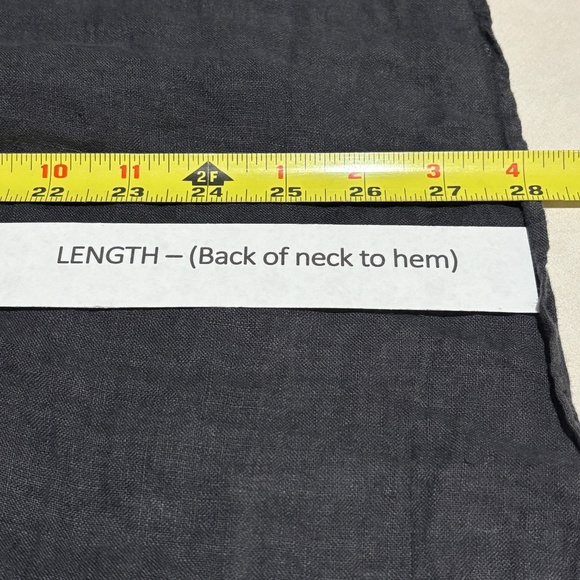 10 11 2F 1 2 3 4
22 23 24 25 26 27 28
LENGTH – (Back of neck to hem)